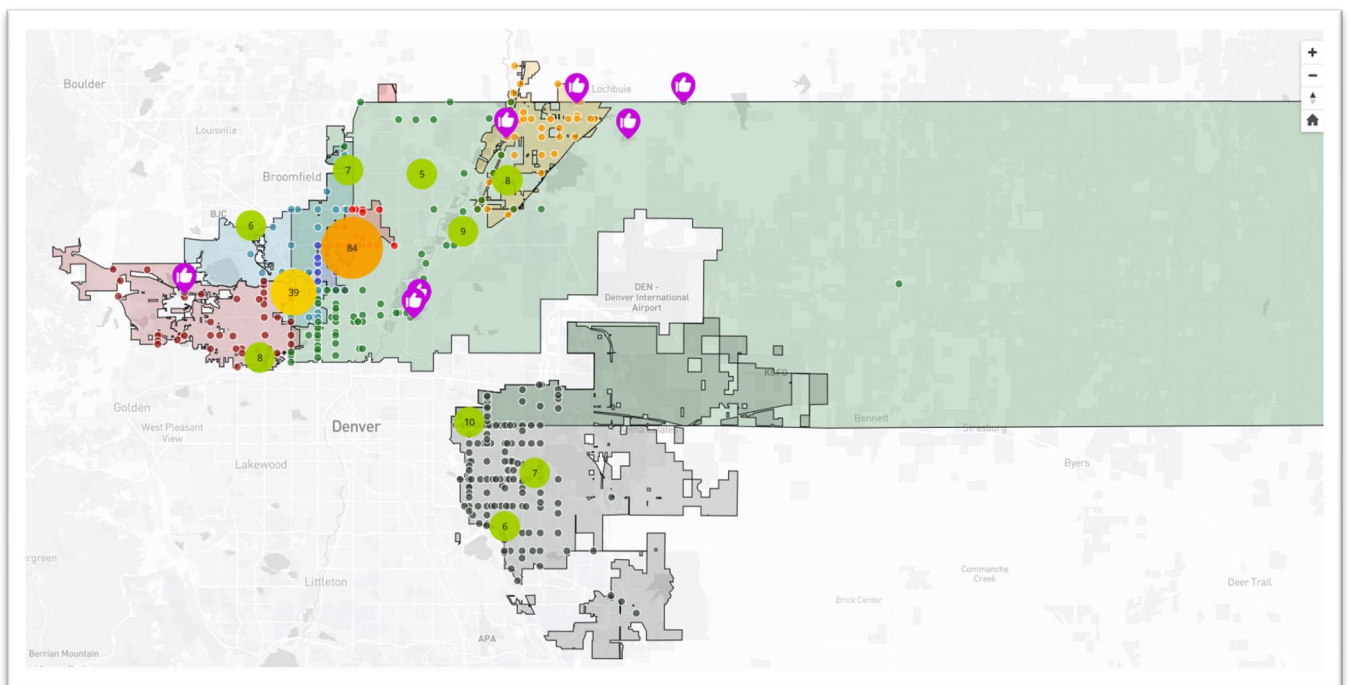 Boulder
Lochbuie
Louisville
7
5
8
Broomfield
BJC
6
9
84
39
DEN -
Denver International
Airport
8
KCFO
Golden
West Pleasant
View
Denver
10
Bennett
Strasburg
Lakewood
7
Byers
6
Littleton
Commanche
Creek
Deer Trail
Brick Center
APA
Berrian Mountain